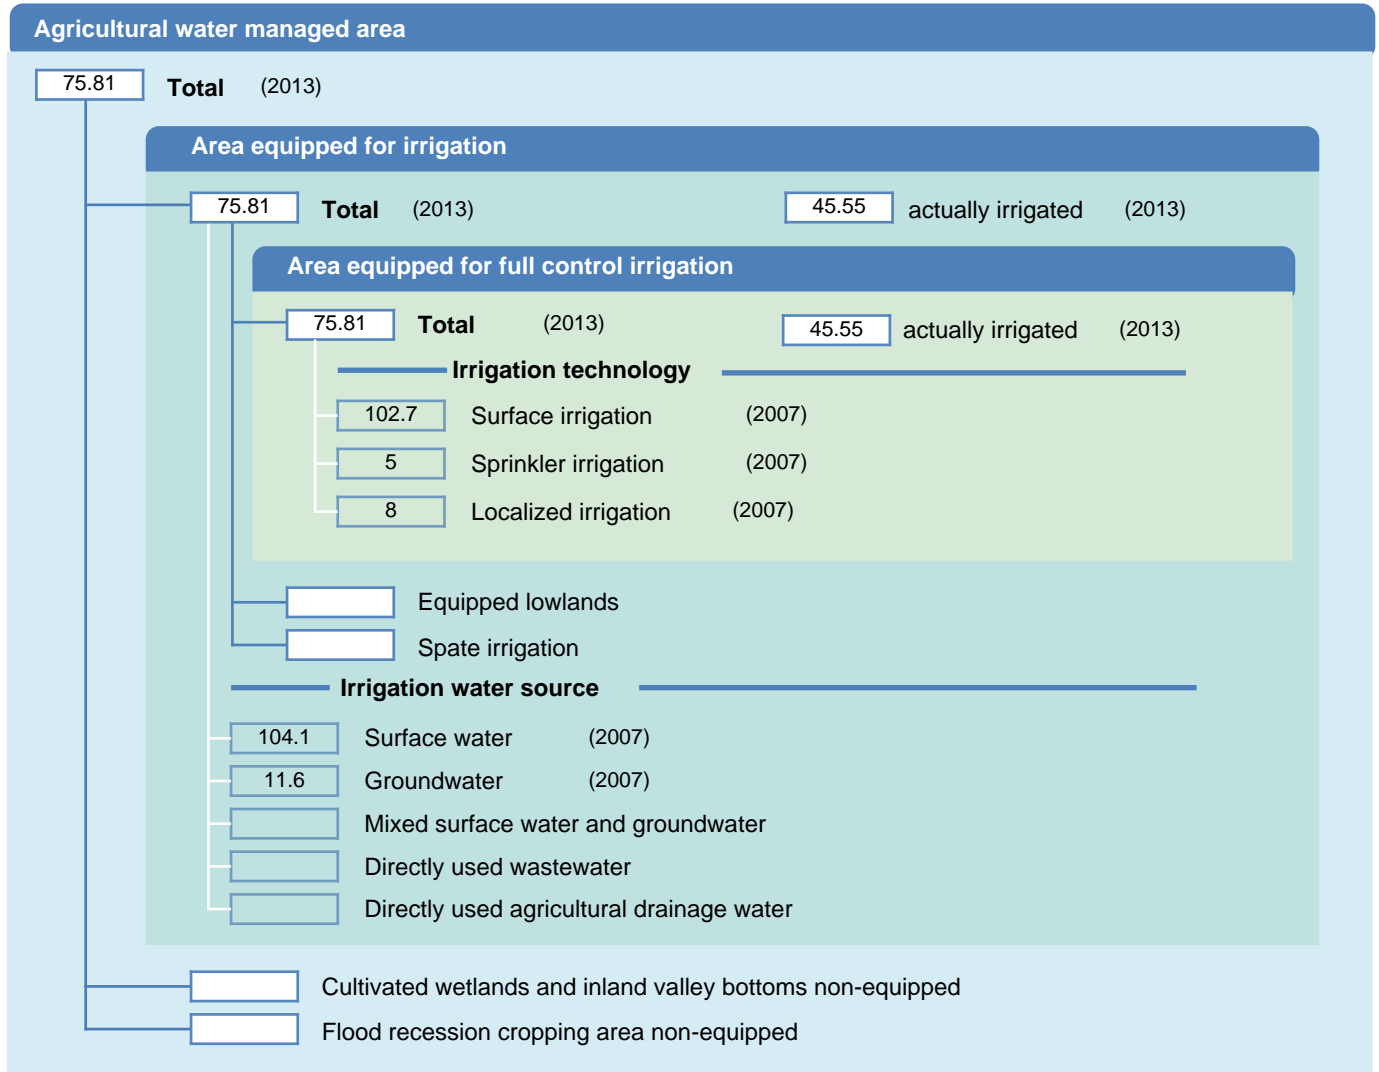 Agricultural water managed area
75.81 Total (2013)
Area equipped for irrigation
75.81 Total (2013) 45.55 actually irrigated (2013)
Area equipped for full control irrigation
75.81 Total (2013) 45.55 actually irrigated (2013)
Irrigation technology
102.7 Surface irrigation (2007)
5 Sprinkler irrigation (2007)
8 Localized irrigation (2007)
Equipped lowlands
Spate irrigation
Irrigation water source
104.1 Surface water (2007)
11.6 Groundwater (2007)
Mixed surface water and groundwater
Directly used wastewater
Directly used agricultural drainage water
Cultivated wetlands and inland valley bottoms non-equipped
Flood recession cropping area non-equipped